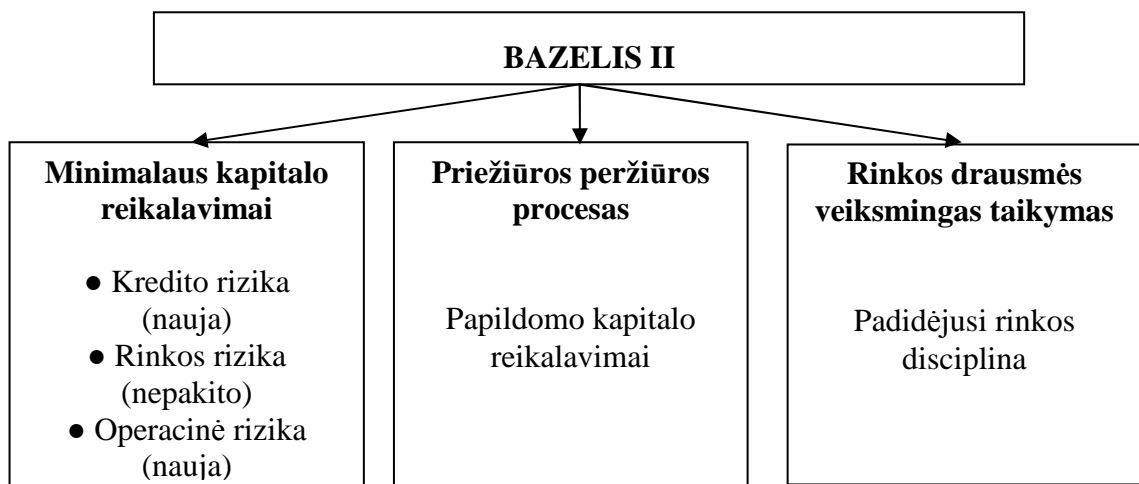 BAZELIS II
Minimalaus kapitalo
reikalavimai
● Kredito rizika
(nauja)
● Rinkos rizika
(nepakito)
● Operacinė rizika
(nauja)
Priežiūros peržiūros
procesas
Papildomo kapitalo
reikalavimai
Rinkos drausmės
veiksmingas taikymas
Padidėjusi rinkos
disciplina